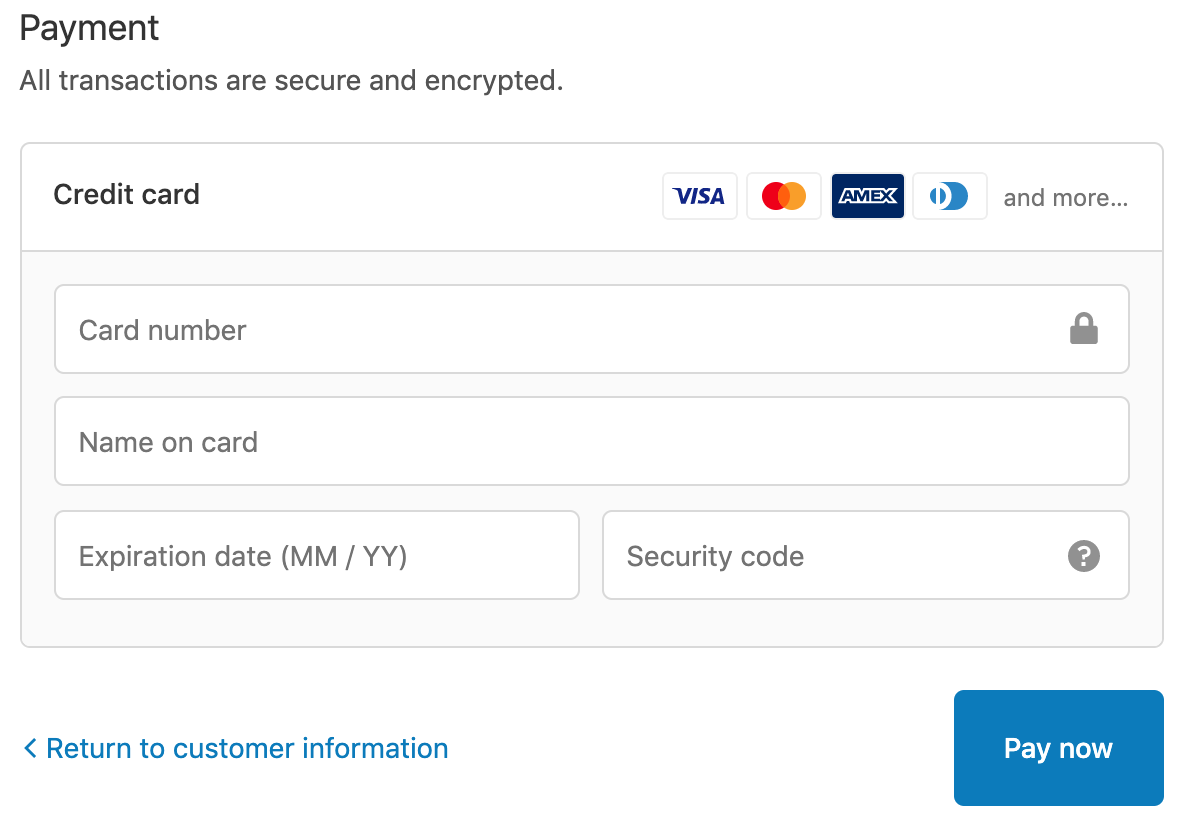 Payment
All transactions are secure and encrypted.
Credit card VISA AMEX and more...
Card number
Name on card
Expiration date (MM / YY) Security code ?
Return to customer information Pay now